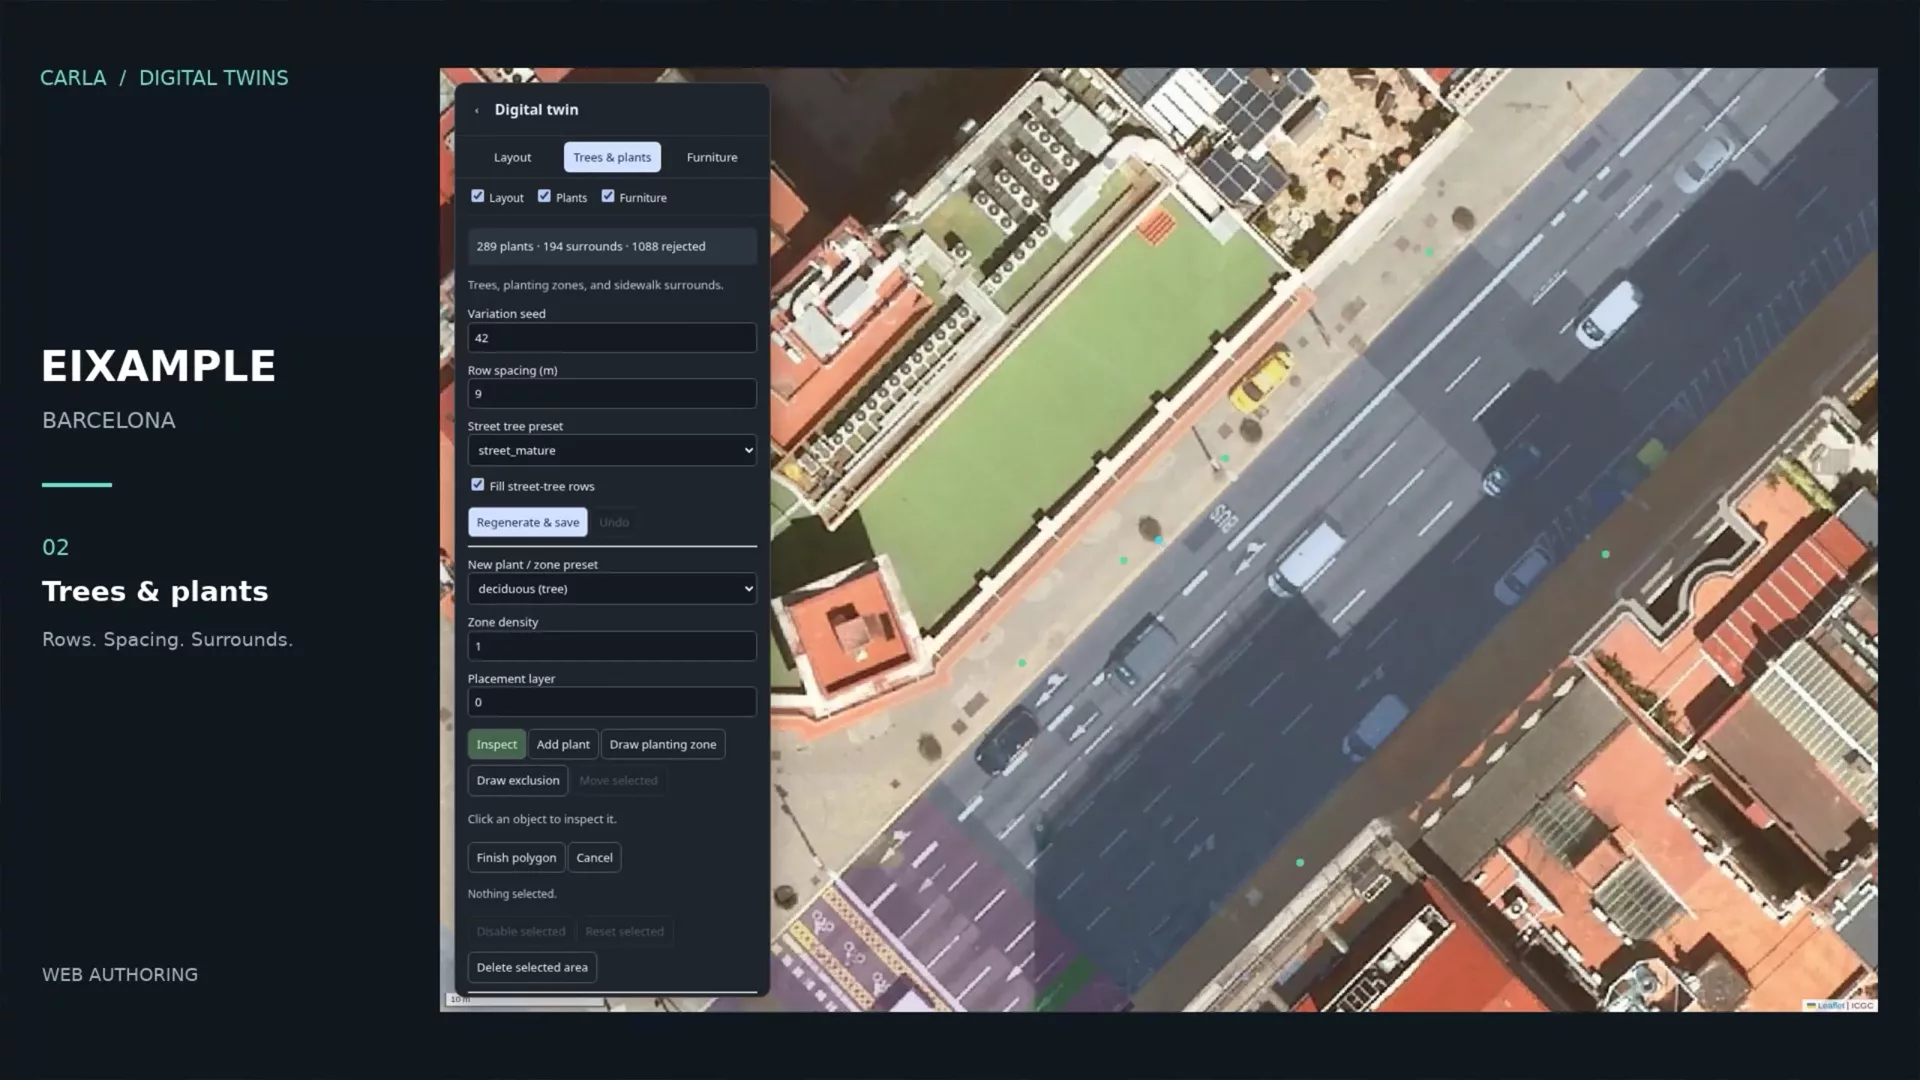 CARLA / DIGITAL TWINS
EIXAMPLE
BARCELONA
02
Trees & plants
Rows. Spacing. Surrounds.
WEB AUTHORING
‹ Digital twin
Layout Trees & plants Furniture
Layout Plants Furniture
289 plants · 194 surrounds · 1088 rejected
Trees, planting zones, and sidewalk surrounds.
Variation seed
42
Row spacing (m)
9
Street tree preset
street_mature
Fill street-tree rows
Regenerate & save Undo
New plant / zone preset
deciduous (tree)
Zone density
1
Placement layer
0
Inspect Add plant Draw planting zone
Draw exclusion Move selected
Click an object to inspect it.
Finish polygon Cancel
Nothing selected.
Disable selected Reset selected
Delete selected area
10 m
BUS
Leaflet | ICGC